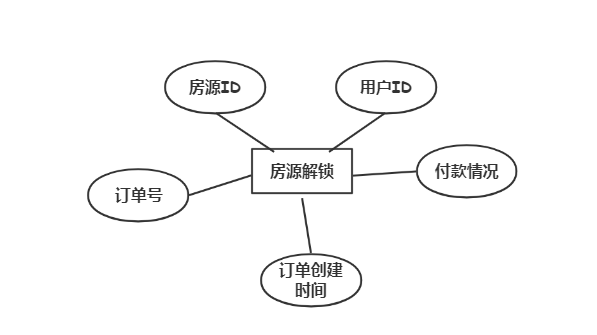 房源ID
用户ID
房源解锁
付款情况
订单号
订单创建
时间